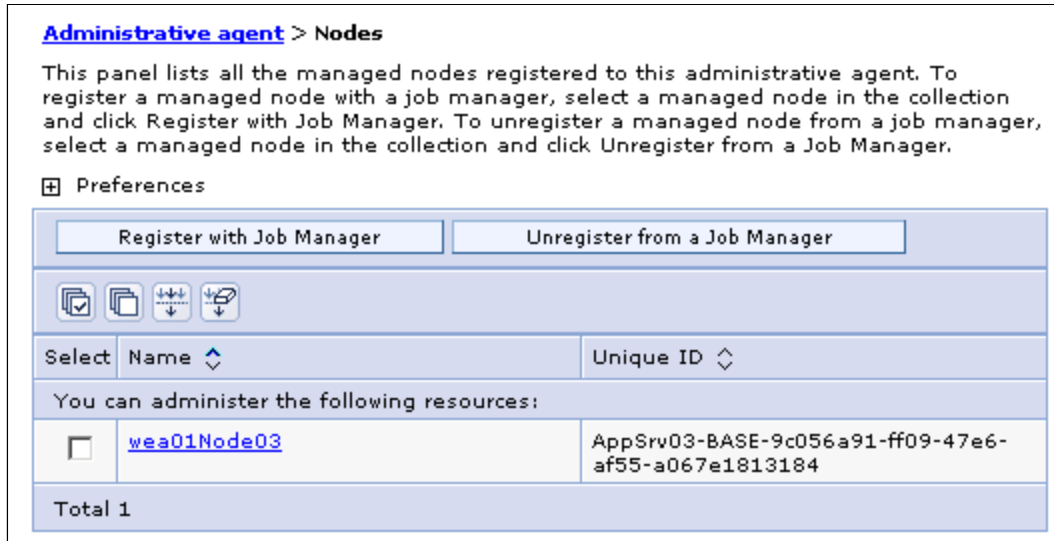 Administrative agent > Nodes
This panel lists all the managed nodes registered to this administrative agent. To
register a managed node with a job manager, select a managed node in the collection
and click Register with Job Manager. To unregister a managed node from a job manager,
select a managed node in the collection and click Unregister from a Job Manager.
Preferences
Register with Job Manager Unregister from a Job Manager
Select Name Unique ID
You can administer the following resources:
wea01Node03 AppSrv03-BASE-9c056a91-ff09-47e6-
af55-a067e1813184
Total 1